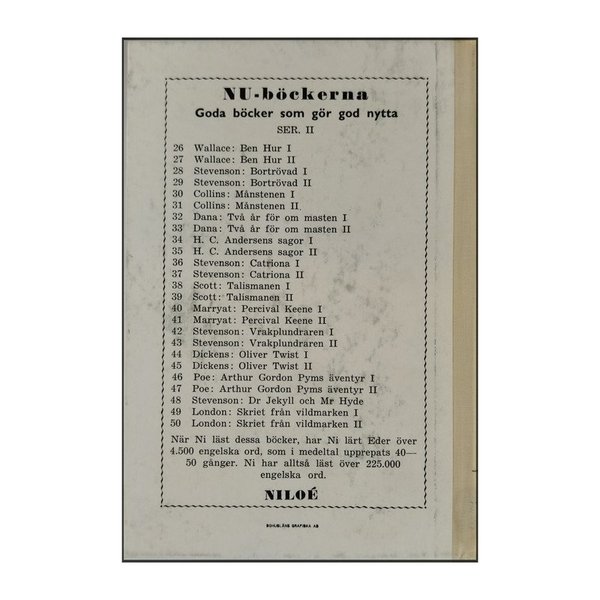 NU-böckerna
Goda böcker som gör god nytta
SER. II
26 Wallace: Ben Hur I
27 Wallace: Ben Hur II
28 Stevenson: Bortrövad I
29 Stevenson: Bortrövad II
30 Collins: Månstenen I
31 Collins: Månstenen II
32 Dana: Två år för om masten I
33 Dana: Två år för om masten II
34 H. C. Andersens sagor I
35 H. C. Andersens sagor II
36 Stevenson: Catriona I
37 Stevenson: Catriona II
38 Scott: Talismanen I
39 Scott: Talismanen II
40 Marryat: Percival Keene I
41 Marryat: Percival Keene II
42 Stevenson: Vrakplundraren I
43 Stevenson: Vrakplundraren II
44 Dickens: Oliver Twist I
45 Dickens: Oliver Twist II
46 Poe: Arthur Gordon Pyms äventyr I
47 Poe: Arthur Gordon Pyms äventyr II
48 Stevenson: Dr Jekyll och Mr Hyde
49 London: Skriet från vildmarken I
50 London: Skriet från vildmarken II
När Ni läst dessa böcker, har Ni lärt Eder över
4.500 engelska ord, som i medeltal upprepats 40—
50 gånger. Ni har alltså läst över 225.000
engelska ord.
NILOÉ
BOHUSLÄNS GRAFISKA AB